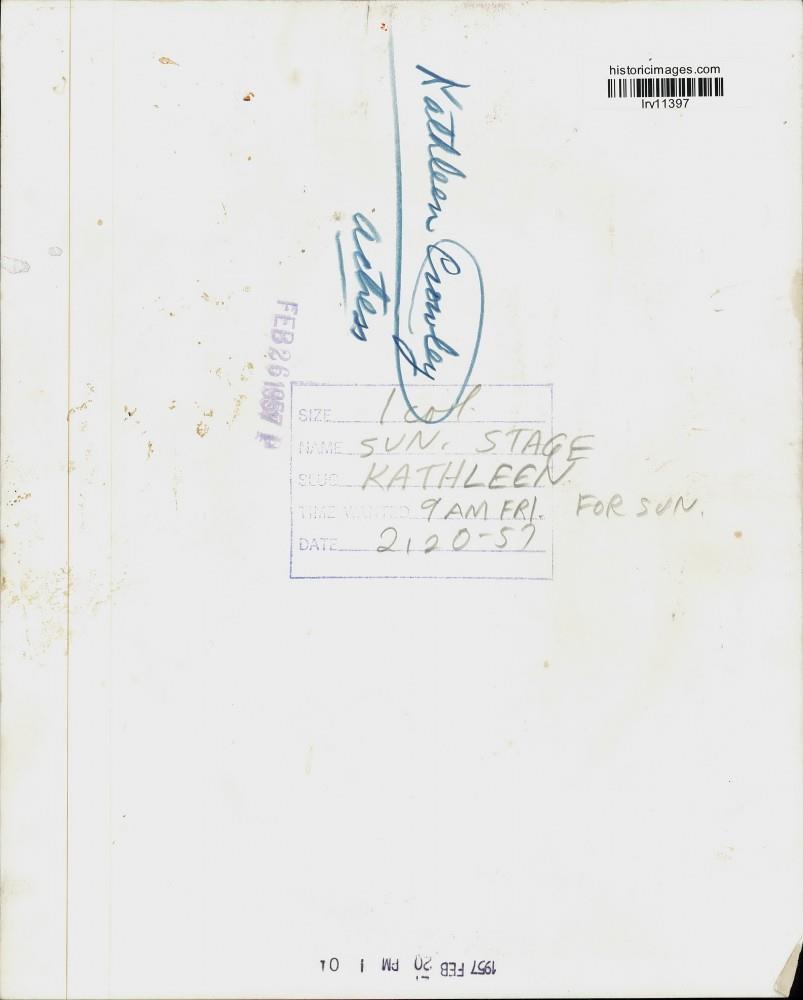 historicimages.com
lrv11397
Kathleen Crowley
actress
FEB 26 1957
SIZE 1 col.
NAME SUN. STAGE
SLUG KATHLEEN
TIME WANTED 9 AM FRI. FOR SUN.
DATE 2-20-57
1957 FEB 20 PM 1 01